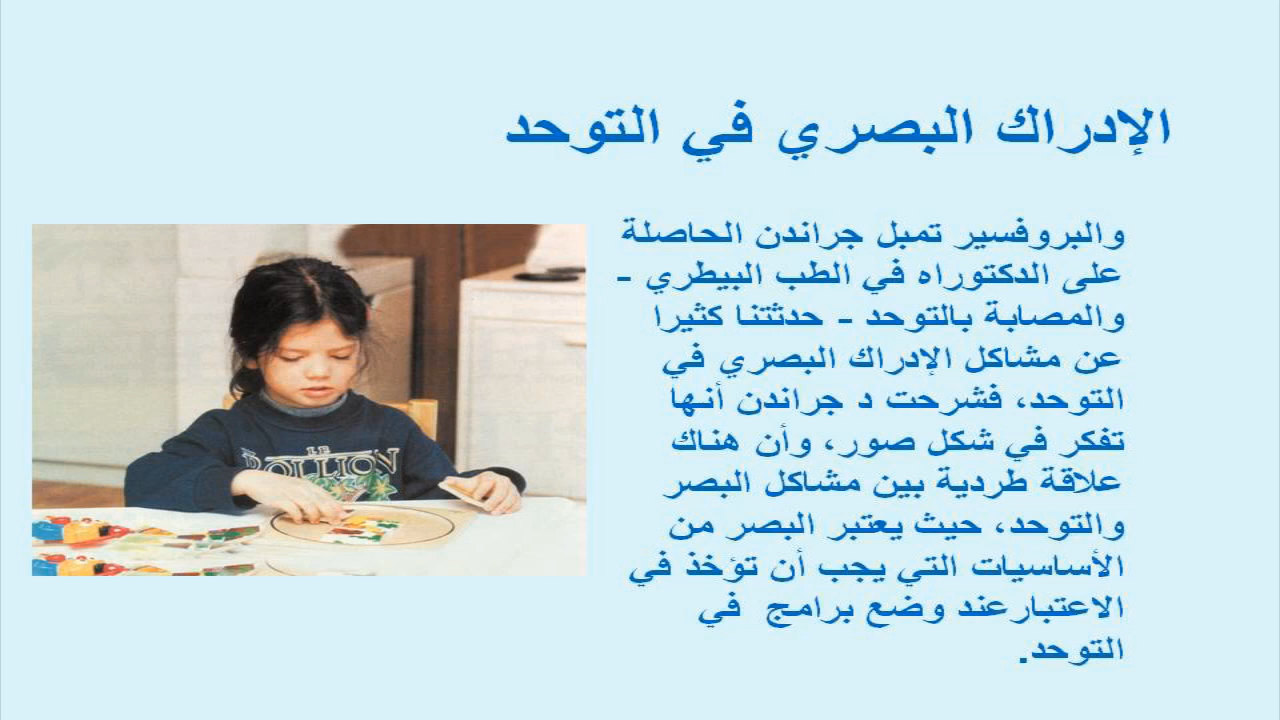 الإدراك البصري في التوحد
والبروفسير تمبل جراندن الحاصلة
على الدكتوراه في الطب البيطري -
والمصابة بالتوحد - حدثتنا كثيرا
عن مشاكل الإدراك البصري في
التوحد، فشرحت د جراندن أنها
تفكر في شكل صور، وأن هناك
علاقة طردية بين مشاكل البصر
والتوحد، حيث يعتبر البصر من
الأساسيات التي يجب أن تؤخذ في
الاعتبارعند وضع برامج في
التوحد.
LE